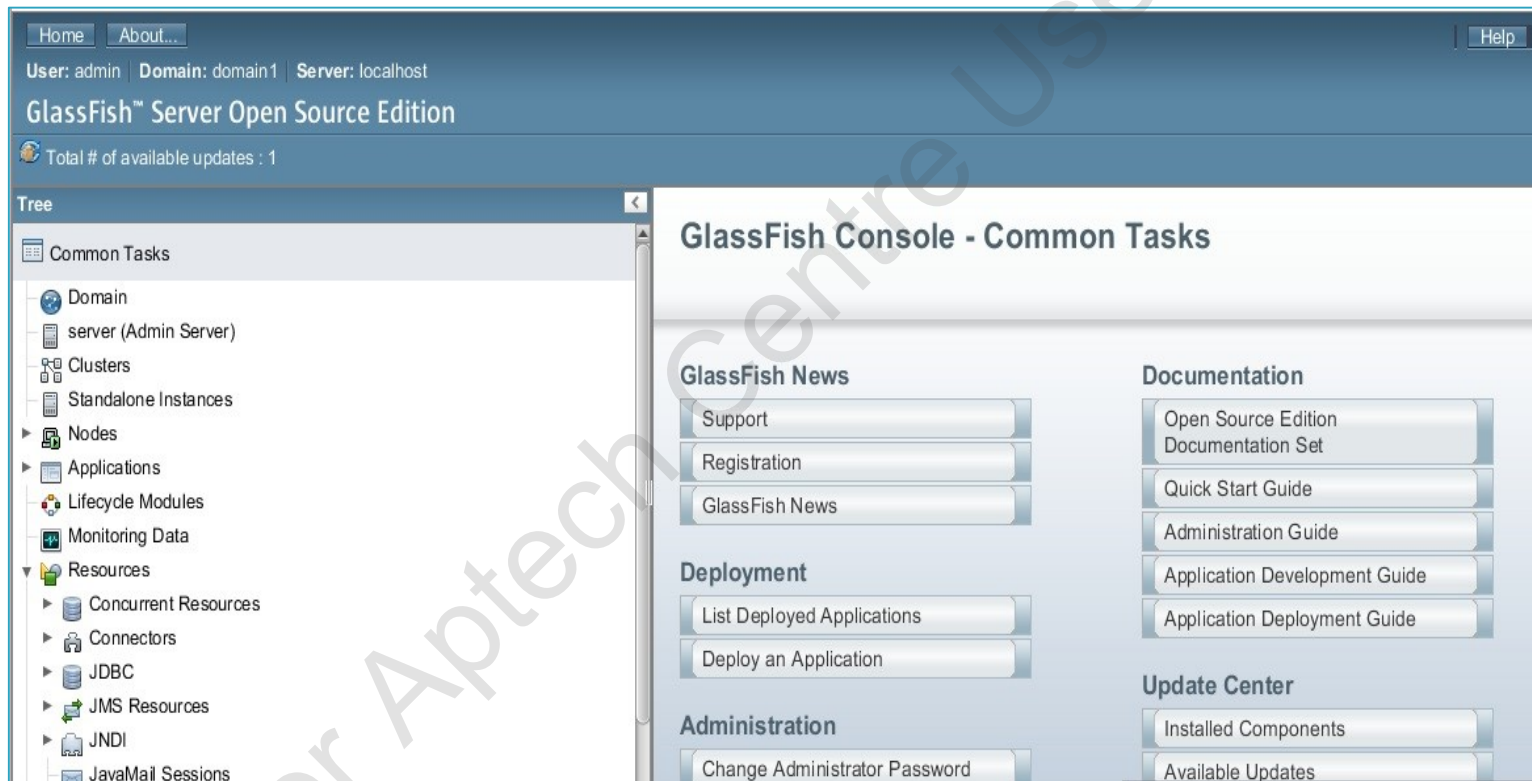 Home About...
Help
User: admin Domain: domain1 Server: localhost
GlassFish™ Server Open Source Edition
Total # of available updates : 1
Tree
Common Tasks
Domain
server (Admin Server)
Clusters
Standalone Instances
Nodes
Applications
Lifecycle Modules
Monitoring Data
Resources
Concurrent Resources
Connectors
JDBC
JMS Resources
JNDI
JavaMail Sessions
GlassFish Console - Common Tasks
GlassFish News
Support
Registration
GlassFish News
Deployment
List Deployed Applications
Deploy an Application
Administration
Change Administrator Password
Documentation
Open Source Edition
Documentation Set
Quick Start Guide
Administration Guide
Application Development Guide
Application Deployment Guide
Update Center
Installed Components
Available Updates
Aptech Centre